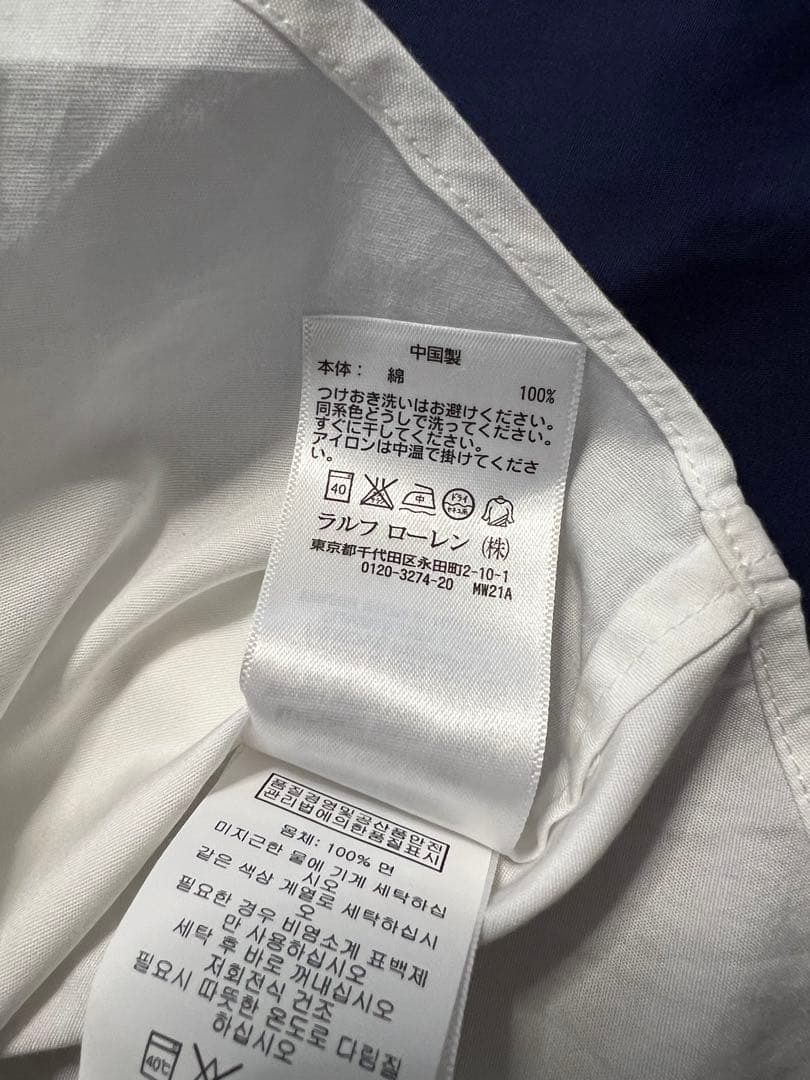 中国製
本体： 綿 100%
つけおき洗いはお避けください。
同系色どうしで洗ってください。
すぐに干してください。
アイロンは中温で掛けてくださ
い。
40 中 ドライ
ラルフ ローレン (株)
東京都千代田区永田町2-10-1
0120-3274-20 MW21A
품질경영및공산품안전
관리법에의한품질표시
몸체: 100% 면
미지근한 물에 기계 세탁하십
시오
같은 색상 계열로 세탁하십시
오
필요한 경우 비염소계 표백제
만 사용하십시오
세탁 후 바로 꺼내십시오
저회전식 건조
필요시 따뜻한 온도로 다림질
하십시오
40℃